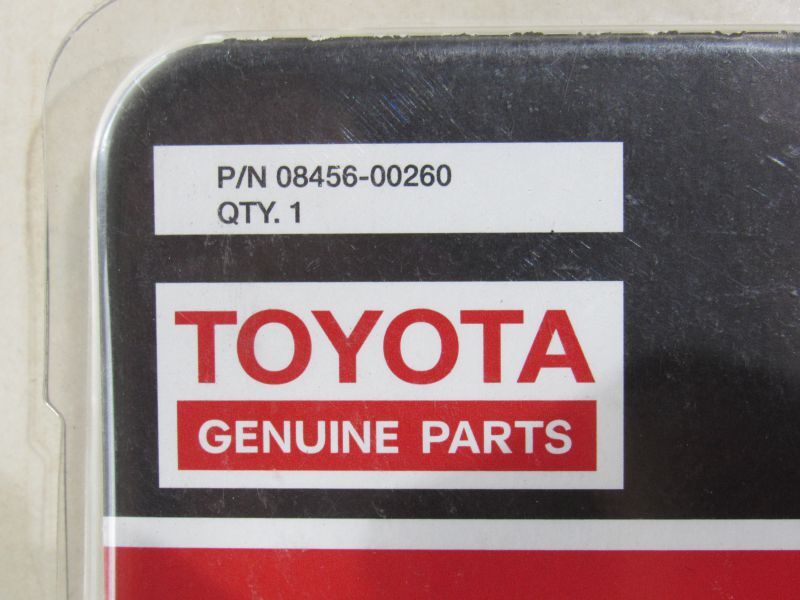 P/N 08456-00260
QTY. 1
TOYOTA
GENUINE PARTS